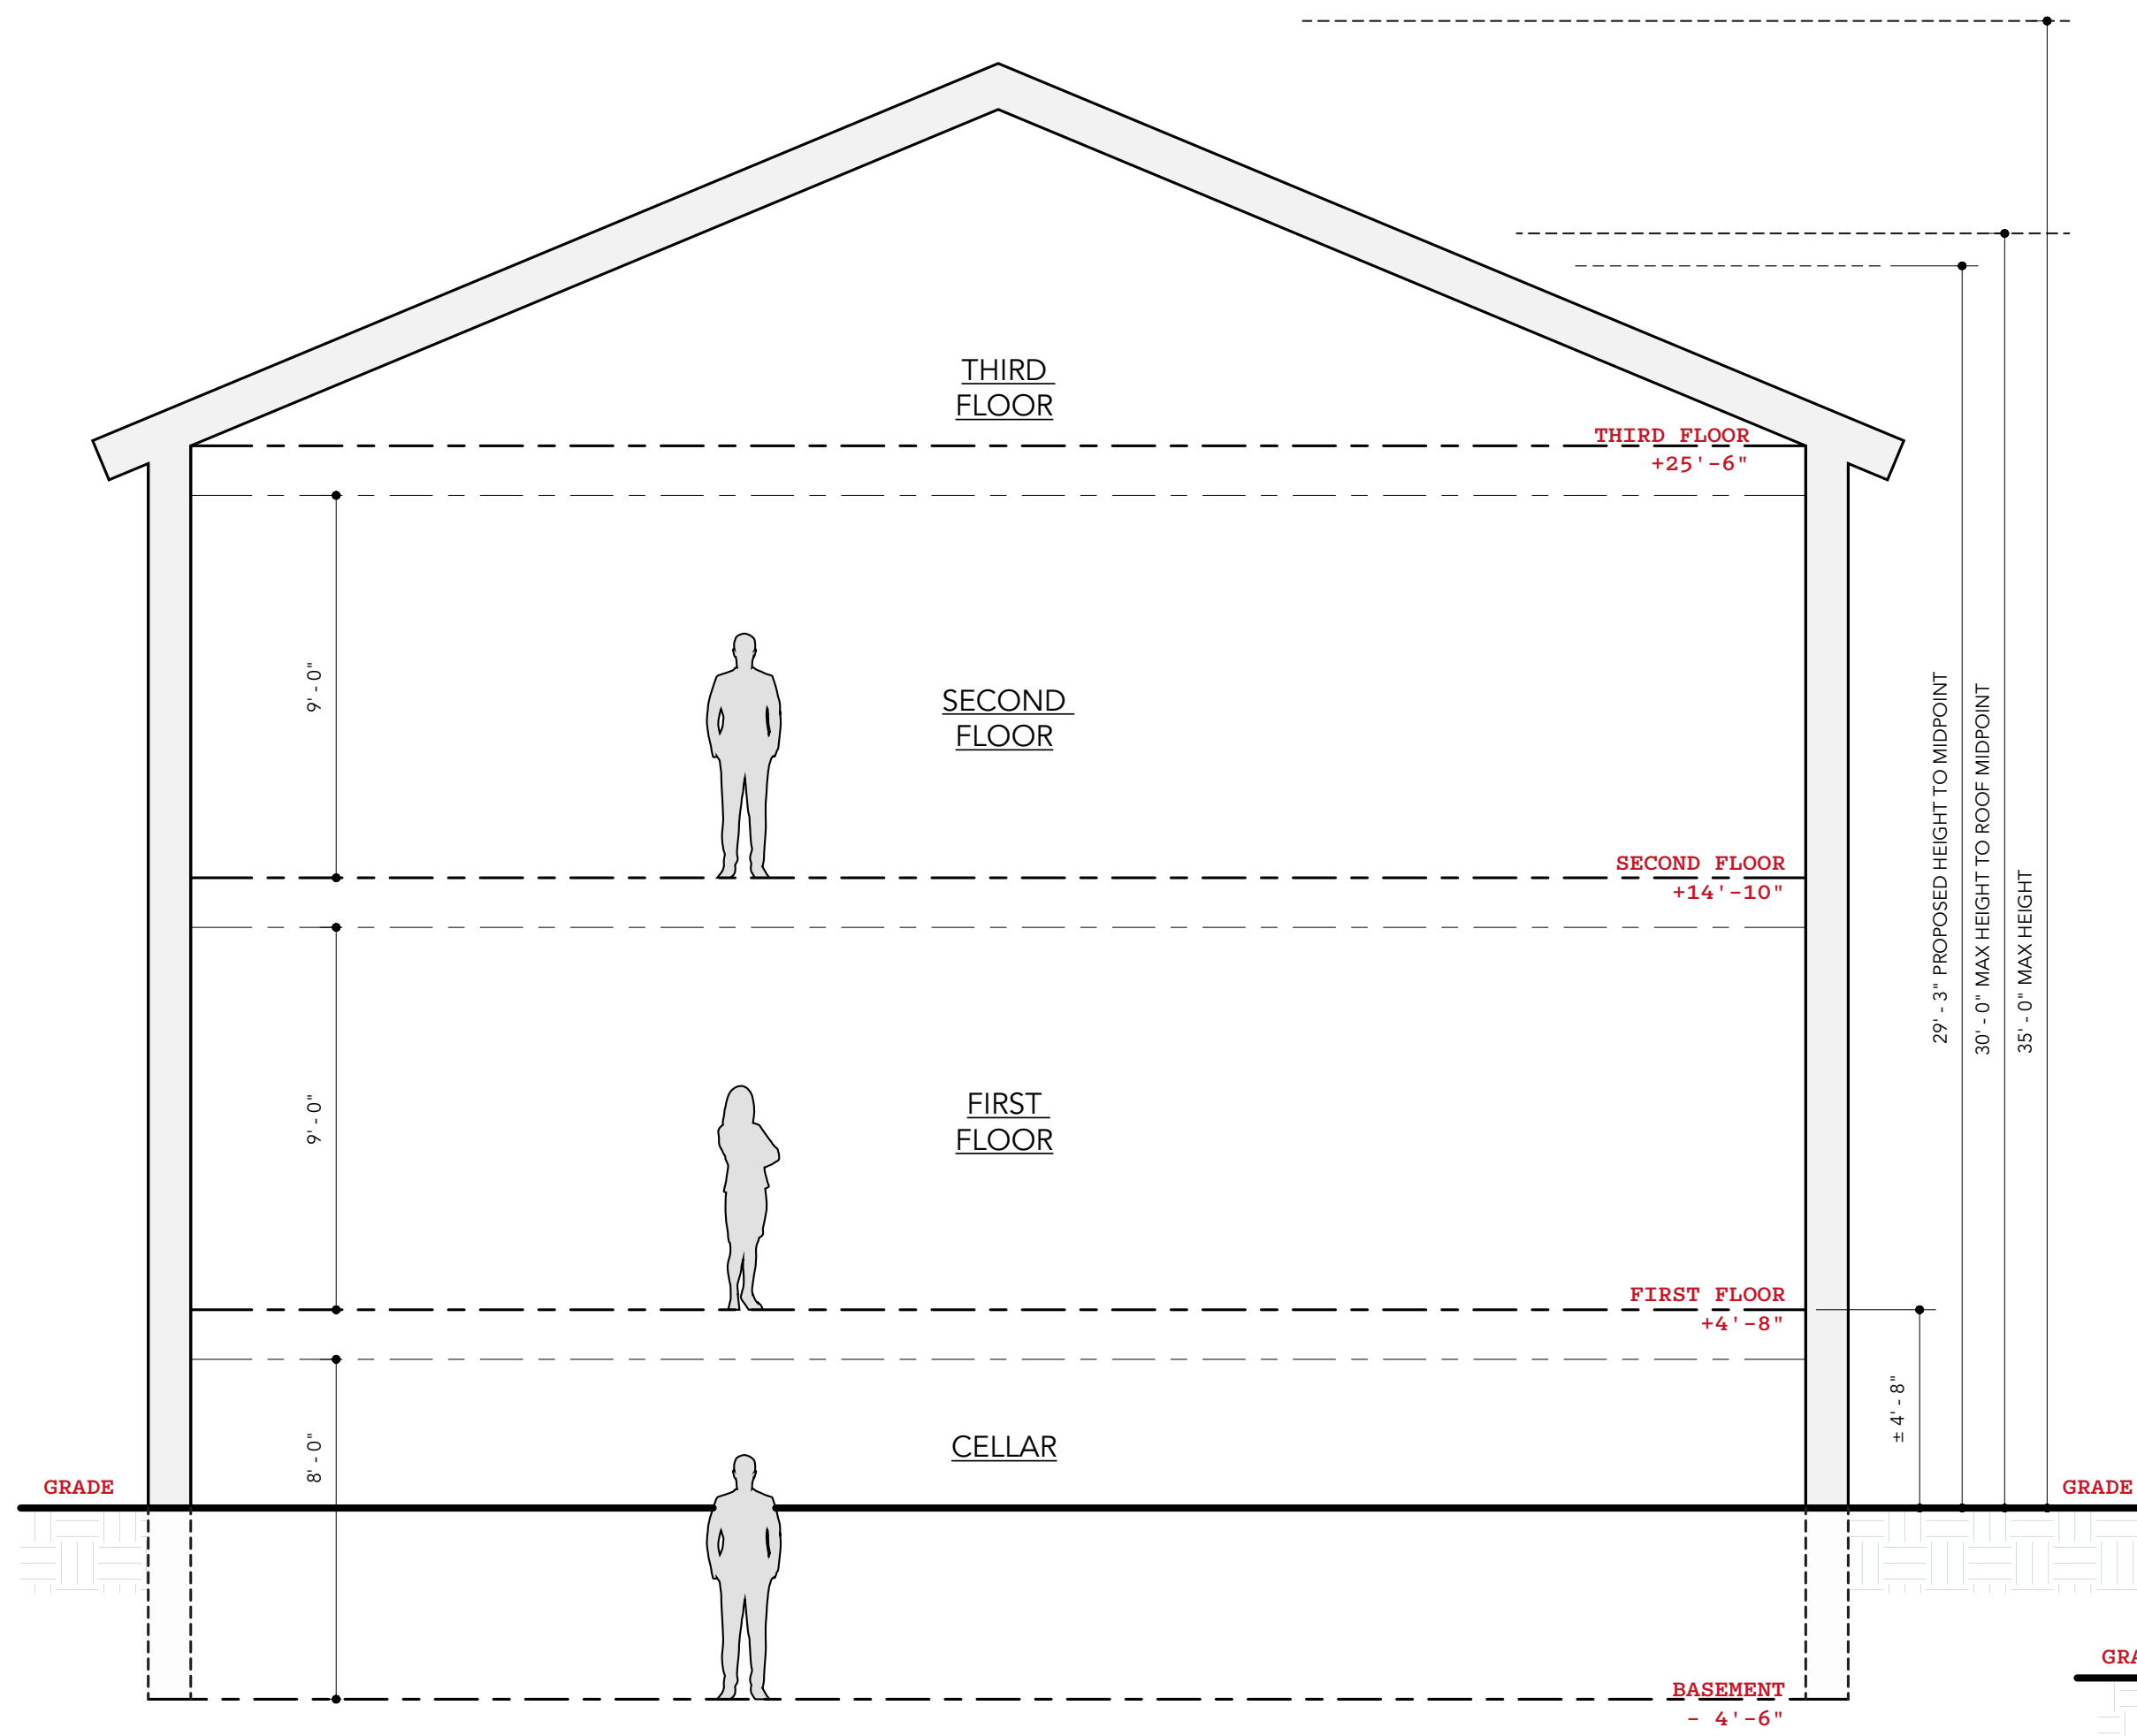 THIRD
FLOOR
THIRD FLOOR
+25'-6"
9' - 0"
SECOND
FLOOR
SECOND FLOOR
+14'-10"
29' - 3" PROPOSED HEIGHT TO MIDPOINT
30' - 0" MAX HEIGHT TO ROOF MIDPOINT
35' - 0" MAX HEIGHT
9' - 0"
FIRST
FLOOR
FIRST FLOOR
+4'-8"
± 4' - 8"
8' - 0"
CELLAR
GRADE
GRADE
GRA
BASEMENT
- 4'-6"